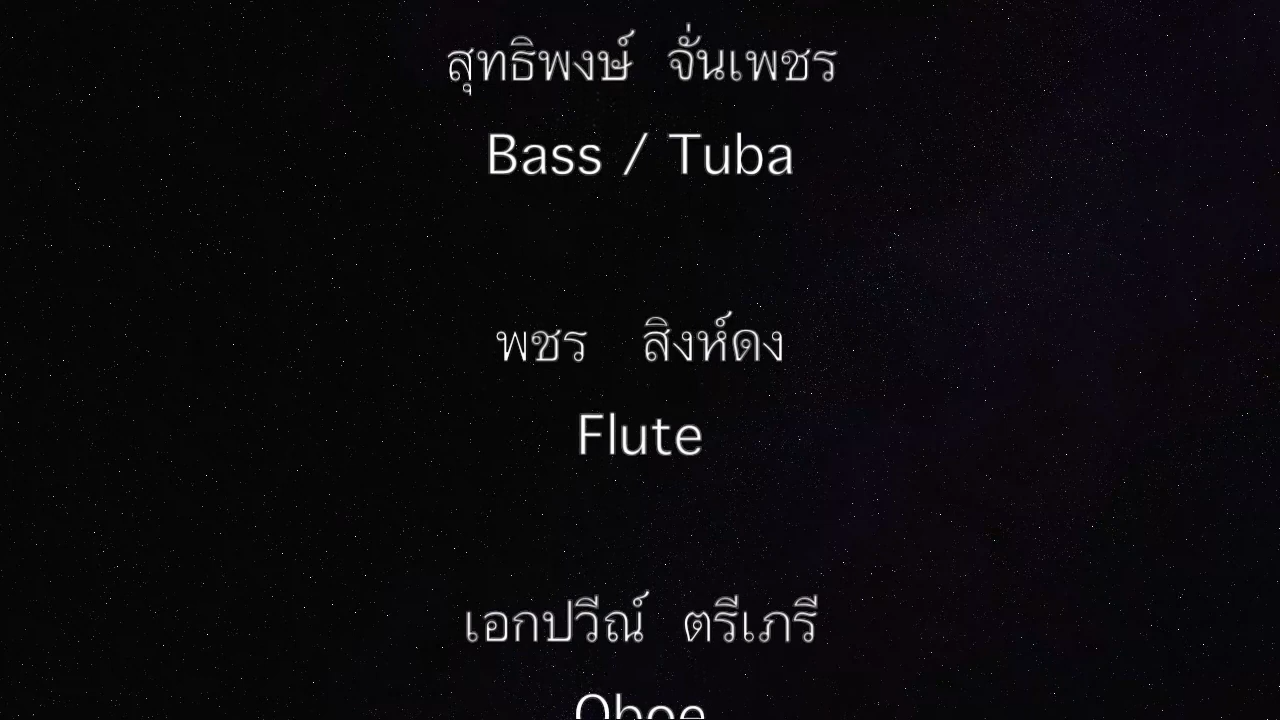 สุทธิพงษ์ จั่นเพชร
Bass / Tuba
พชร สิงห์ดง
Flute
เอกปวีณ์ ตรีเภรี
Oboe